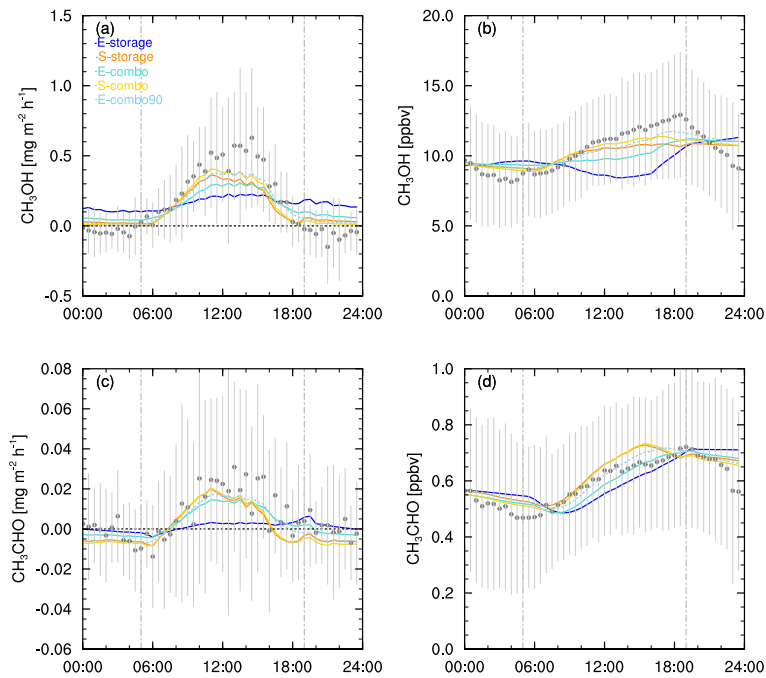 (a)
E-storage
S-storage
E-combo
S-combo
E-combo90
CH₃OH [mg m⁻² h⁻¹]
1.5
1.0
0.5
0.0
-0.5
00:00 06:00 12:00 18:00 24:00
(b)
CH₃OH [ppbv]
20.0
15.0
10.0
5.0
0.0
00:00 06:00 12:00 18:00 24:00
(c)
CH₃CHO [mg m⁻² h⁻¹]
0.08
0.06
0.04
0.02
0.00
-0.02
-0.04
-0.06
00:00 06:00 12:00 18:00 24:00
(d)
CH₃CHO [ppbv]
1.0
0.8
0.6
0.4
0.2
0.0
00:00 06:00 12:00 18:00 24:00